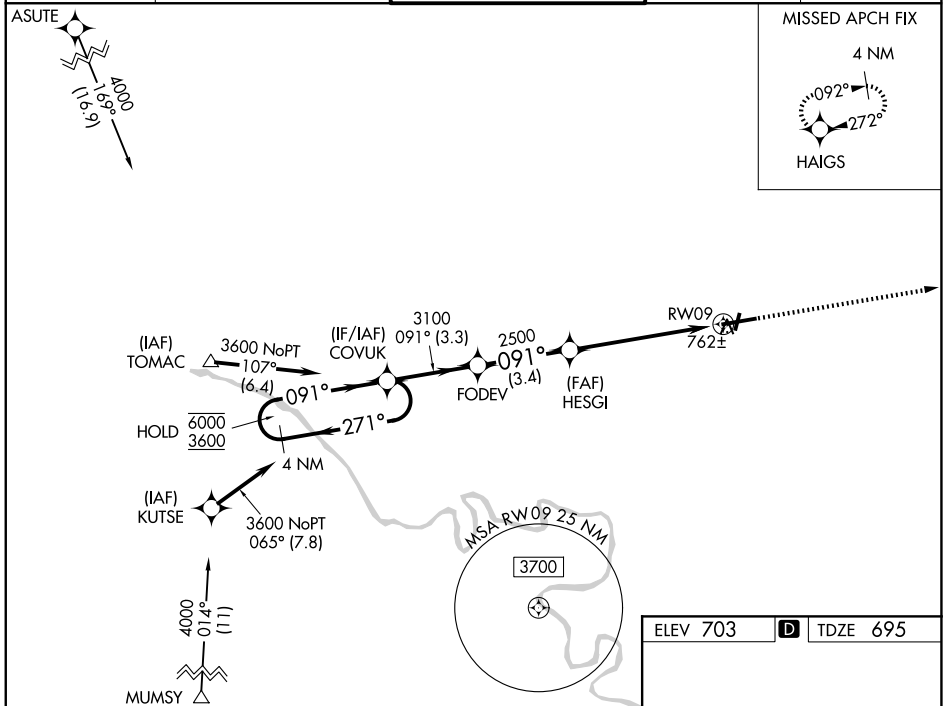 ASUTE
4000
169°
(16.9)
MISSED APCH FIX
4 NM
092°
272°
HAIGS
(IAF)
TOMAC
3600 NoPT
107°
(6.4)
(IF/IAF)
COVUK
3100
091° (3.3)
2500
091°
(3.4)
FODEV
(FAF)
HESGI
RW09
762±
091°
271°
HOLD
6000
3600
4 NM
(IAF)
KUTSE
3600 NoPT
065° (7.8)
4000
014°
(11)
MUMSY
MSA RW09 25 NM
3700
ELEV 703 D TDZE 695